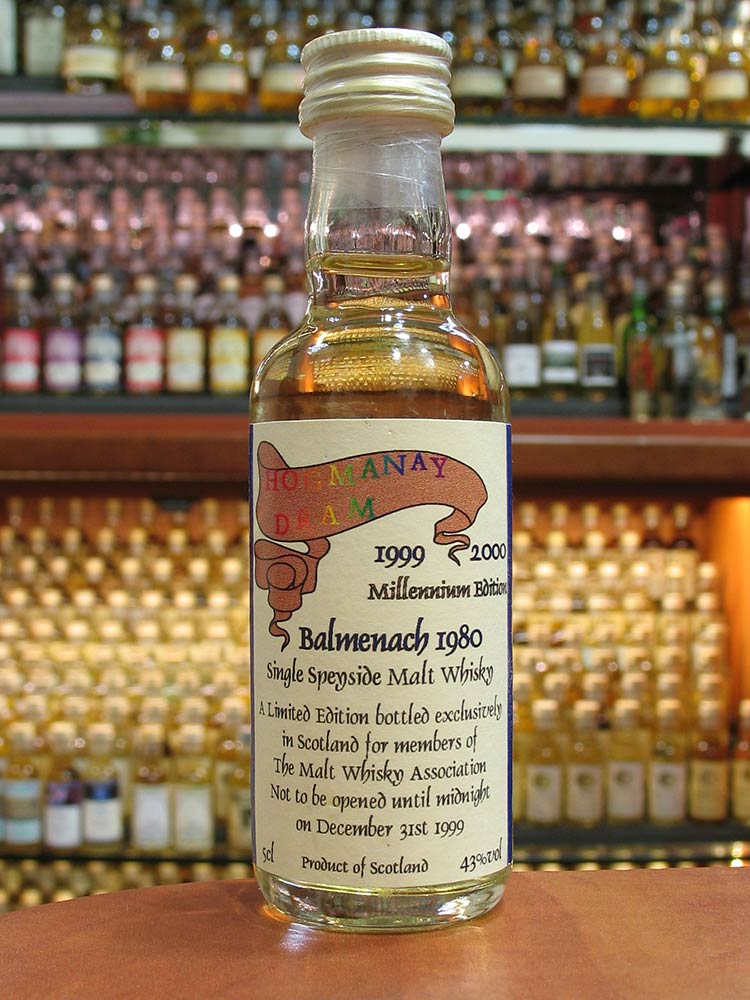 HOGMANAY
DRAM
1999 2000
Millennium Edition
Balmenach 1980
Single Speyside Malt Whisky
A Limited Edition bottled exclusively
in Scotland for members of
The Malt Whisky Association
Not to be opened until midnight
on December 31st 1999
5cl Product of Scotland 43%vol